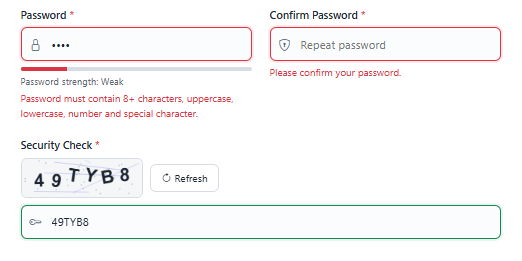 Password * Confirm Password *
•••• Repeat password
Password strength: Weak Please confirm your password.
Password must contain 8+ characters, uppercase,
lowercase, number and special character.
Security Check *
49TYB8 Refresh
49TYB8